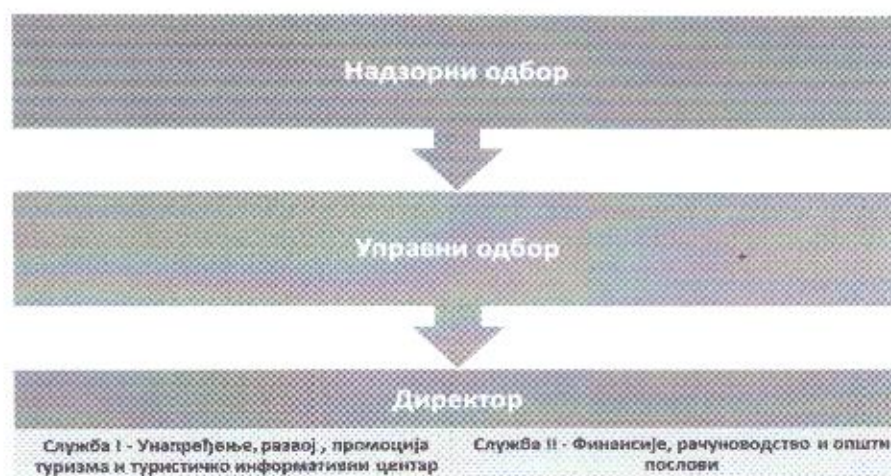 Надзорни одбор
Управни одбор
Директор
Служба I - Унапређење, развој , промоција
туризма и туристичко информативни центар
Служба II - Финансије, рачуноводство и општи
послови